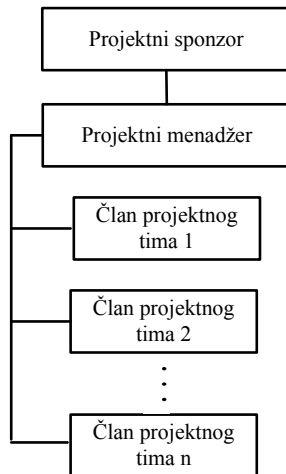 Projektni sponzor
Projektni menadžer
Član projektnog
tima 1
Član projektnog
tima 2
Član projektnog
tima n